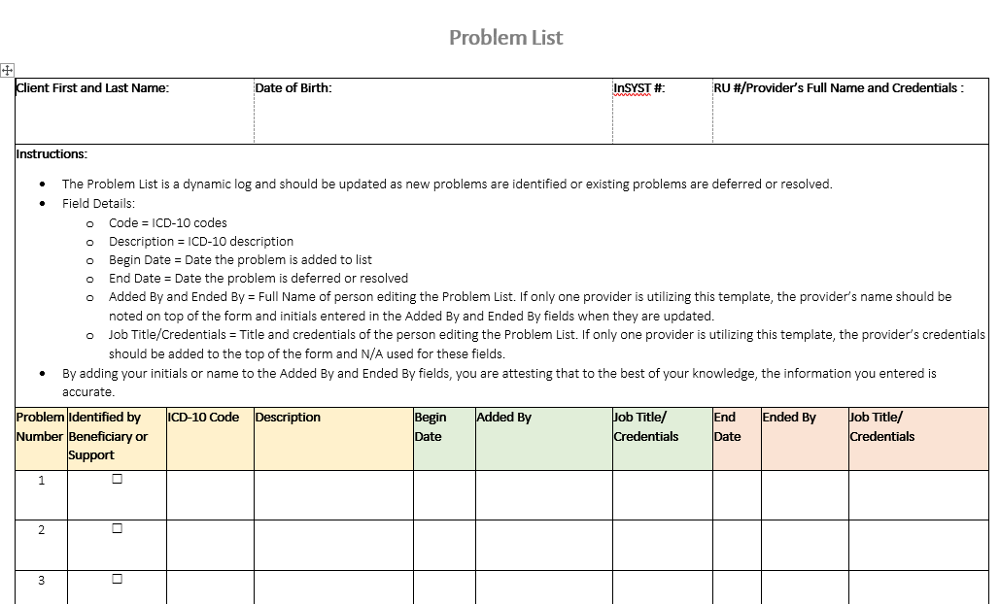 Problem List
Client First and Last Name: Date of Birth: InSYST #: RU #/Provider's Full Name and Credentials :
Instructions:
• The Problem List is a dynamic log and should be updated as new problems are identified or existing problems are deferred or resolved.
• Field Details:
o Code = ICD-10 codes
o Description = ICD-10 description
o Begin Date = Date the problem is added to list
o End Date = Date the problem is deferred or resolved
o Added By and Ended By = Full Name of person editing the Problem List. If only one provider is utilizing this template, the provider's name should be
noted on top of the form and initials entered in the Added By and Ended By fields when they are updated.
o Job Title/Credentials = Title and credentials of the person editing the Problem List. If only one provider is utilizing this template, the provider's credentials
should be added to the top of the form and N/A used for these fields.
• By adding your initials or name to the Added By and Ended By fields, you are attesting that to the best of your knowledge, the information you entered is
accurate.
Problem Identified by ICD-10 Code Description Begin Added By Job Title/ End Ended By Job Title/
Number Beneficiary or Date Credentials Date Credentials
Support
1 ☐
2 ☐
3 ☐